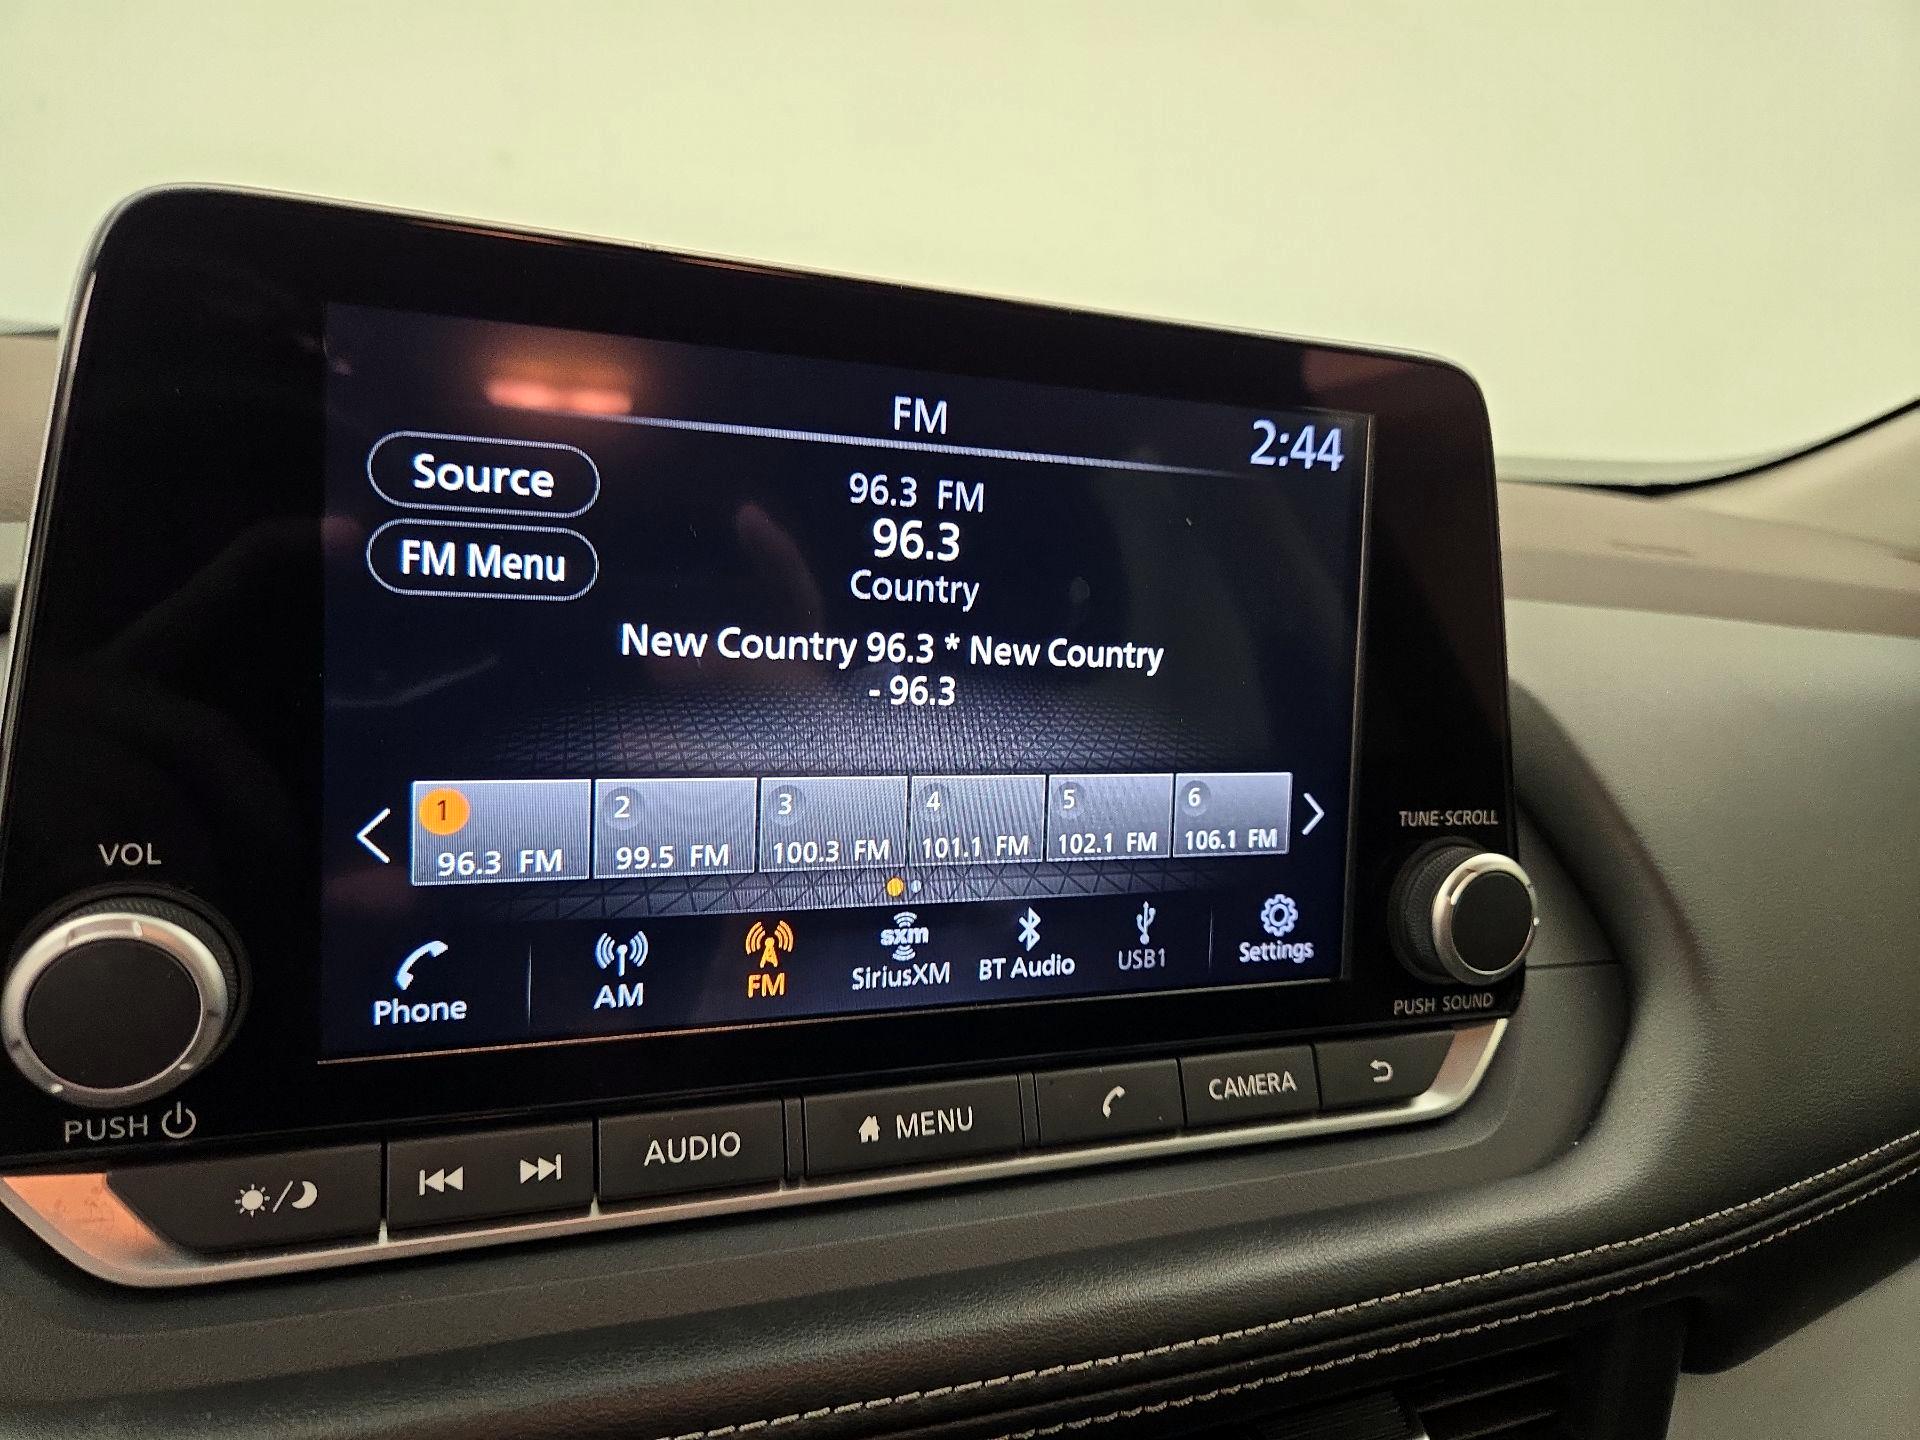 FM
2:44
Source
96.3 FM
96.3
FM Menu
Country
New Country 96.3 * New Country
- 96.3
1
96.3 FM
2
99.5 FM
3
100.3 FM
4
101.1 FM
5
102.1 FM
6
106.1 FM
Phone
AM
FM
sxm
SiriusXM
BT Audio
USB1
Settings
VOL
PUSH
TUNE·SCROLL
PUSH SOUND
AUDIO
MENU
CAMERA